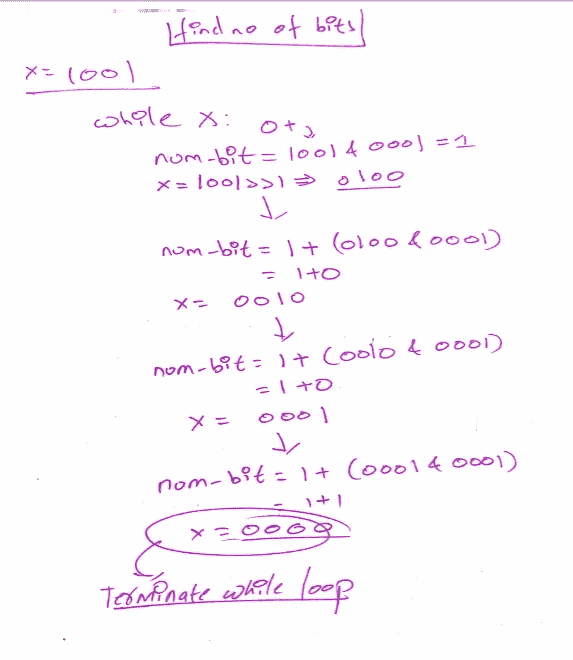 find no of bits
x = 1001
while x: 0+
num-bit = 1001 & 0001 = 1
x = 1001 >> 1 ⇒ 0100
↓
num-bit = 1 + (0100 & 0001)
= 1+0
x = 0010
↓
num-bit = 1 + (0010 & 0001)
= 1+0
x = 0001
↓
num-bit = 1 + (0001 & 0001)
= 1+1
x = 0000
Terminate while loop